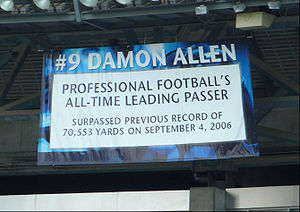 #9 DAMON ALLEN
PROFESSIONAL FOOTBALL'S
ALL-TIME LEADING PASSER
SURPASSED PREVIOUS RECORD OF
70,553 YARDS ON SEPTEMBER 4, 2006